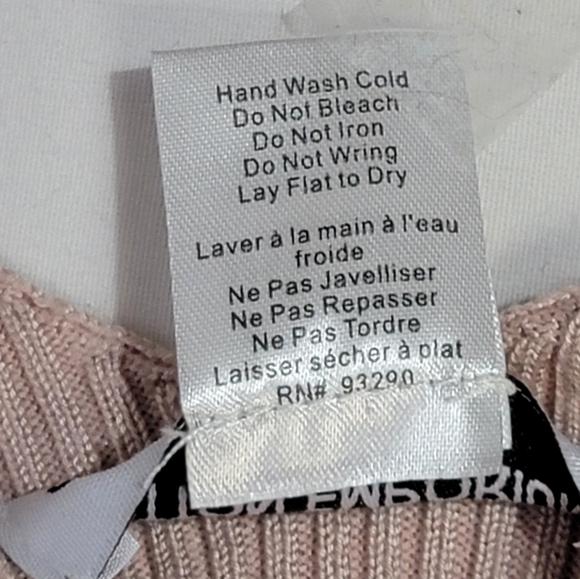 Hand Wash Cold
Do Not Bleach
Do Not Iron
Do Not Wring
Lay Flat to Dry
Laver à la main à l'eau
froide
Ne Pas Javelliser
Ne Pas Repasser
Ne Pas Tordre
Laisser sécher à plat
RN# 93290